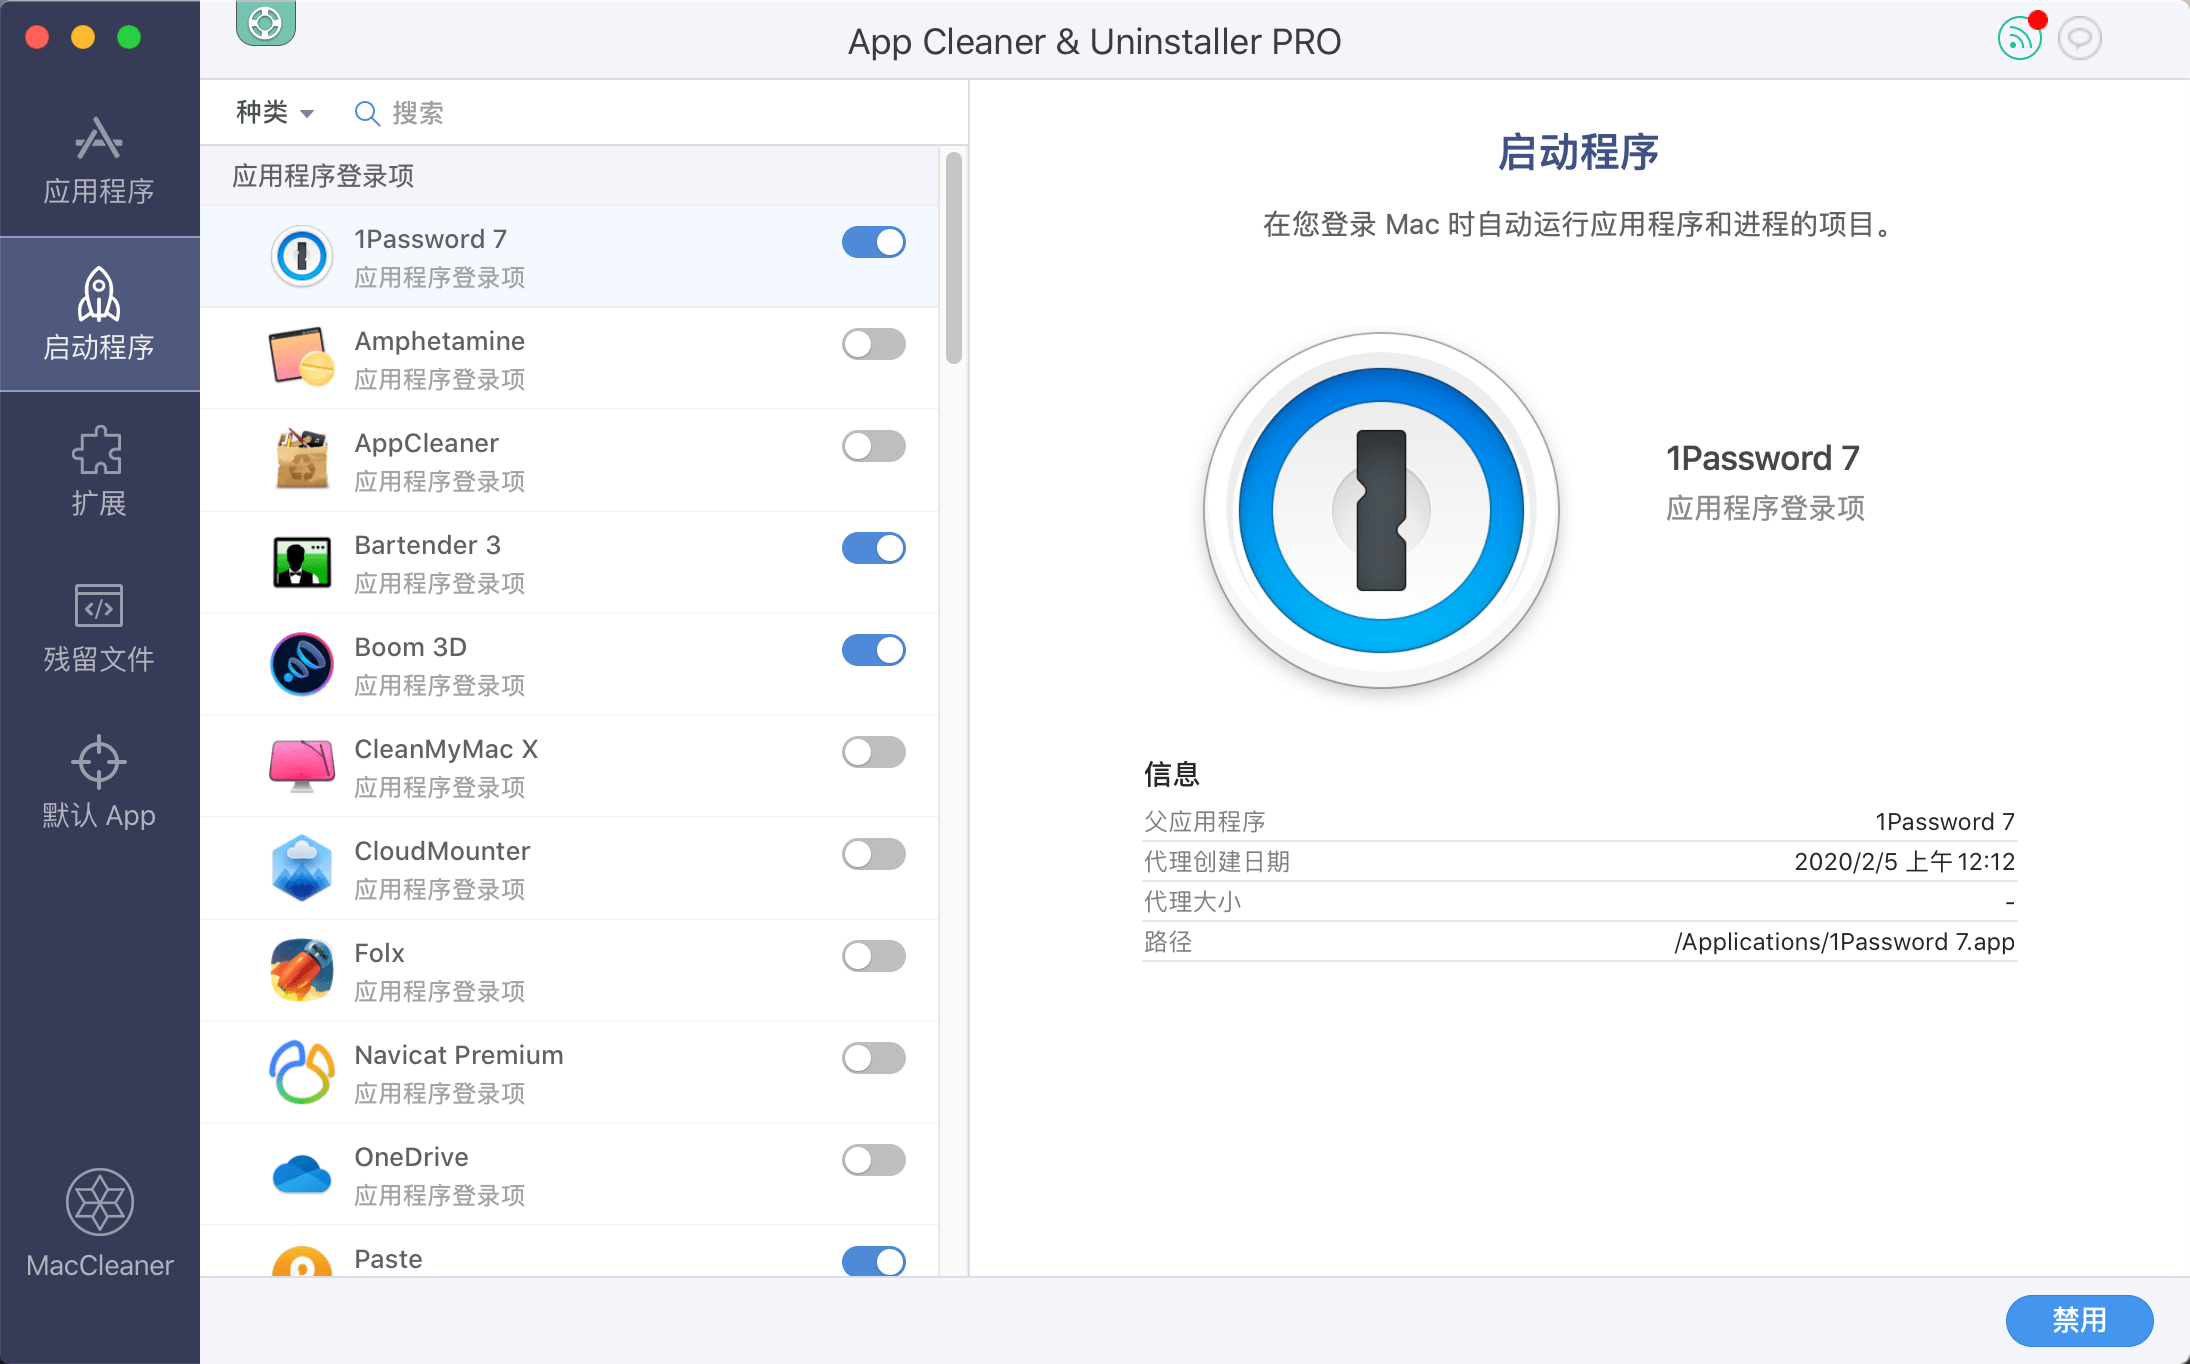 App Cleaner & Uninstaller PRO
应用程序
启动程序
扩展
残留文件
默认 App
MacCleaner
种类
搜索
应用程序登录项
1Password 7
应用程序登录项
Amphetamine
应用程序登录项
AppCleaner
应用程序登录项
Bartender 3
应用程序登录项
Boom 3D
应用程序登录项
CleanMyMac X
应用程序登录项
CloudMounter
应用程序登录项
Folx
应用程序登录项
Navicat Premium
应用程序登录项
OneDrive
应用程序登录项
Paste
启动程序
在您登录 Mac 时自动运行应用程序和进程的项目。
1Password 7
应用程序登录项
信息
父应用程序 1Password 7
代理创建日期 2020/2/5 上午12:12
代理大小 -
路径 /Applications/1Password 7.app
禁用